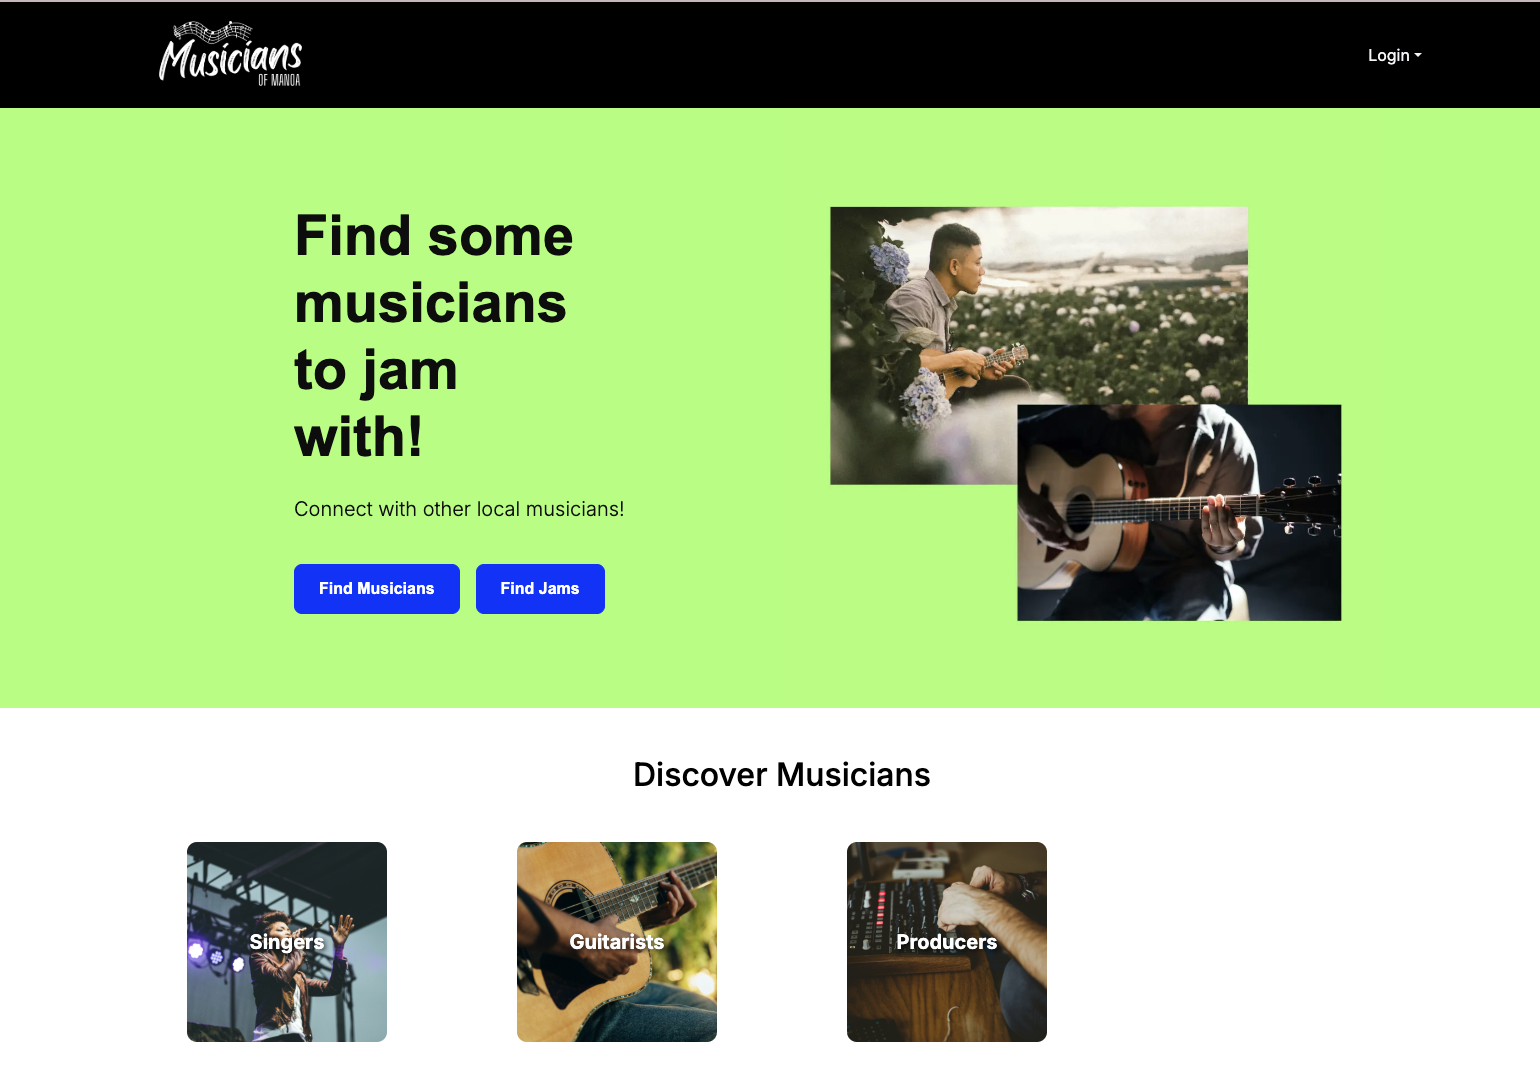 Musicians
OF MANOA
Login
Find some
musicians
to jam
with!
Connect with other local musicians!
Find Musicians
Find Jams
Discover Musicians
Singers
Guitarists
Producers